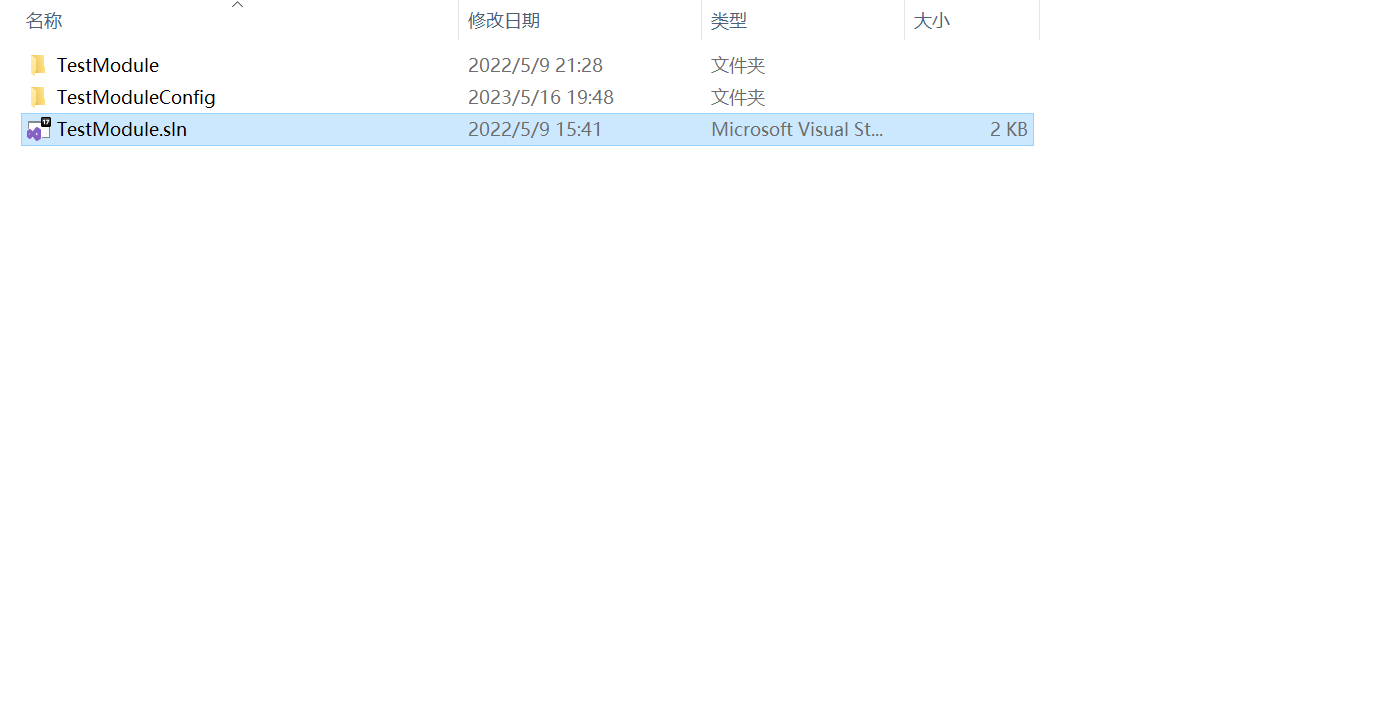 名称 修改日期 类型 大小
TestModule 2022/5/9 21:28 文件夹
TestModuleConfig 2023/5/16 19:48 文件夹
17 TestModule.sln 2022/5/9 15:41 Microsoft Visual St... 2 KB